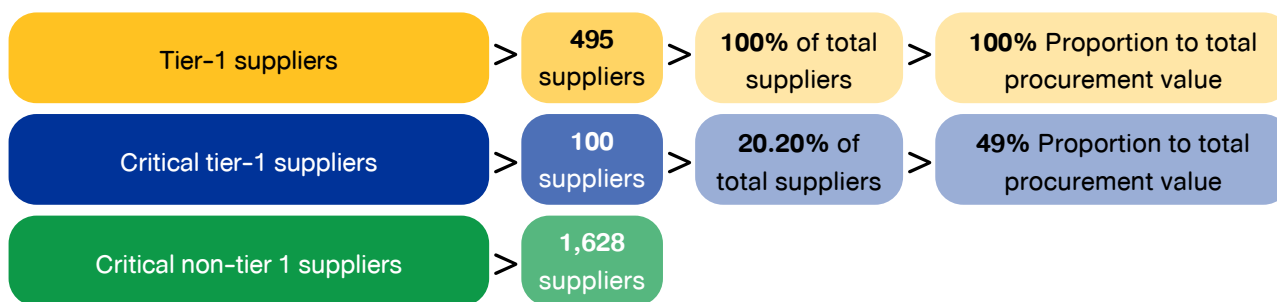 Tier-1 suppliers > 495 suppliers > 100% of total suppliers > 100% Proportion to total procurement value
Critical tier-1 suppliers > 100 suppliers > 20.20% of total suppliers > 49% Proportion to total procurement value
Critical non-tier 1 suppliers > 1,628 suppliers